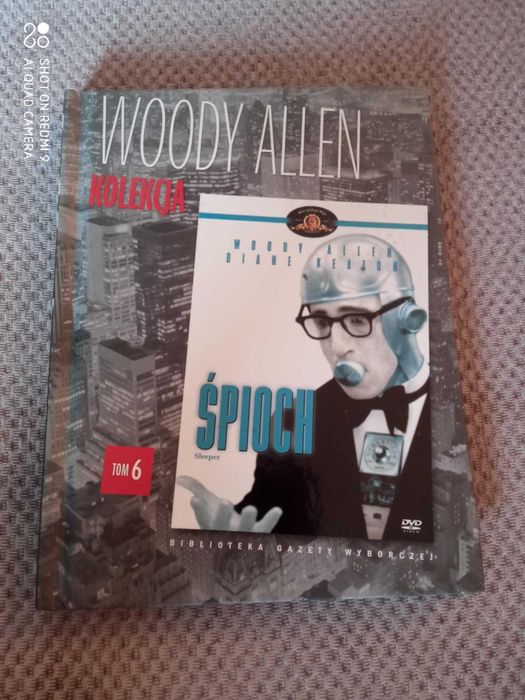 SHOT ON REDMI 9
AI QUAD CAMERA
WOODY ALLEN
KOLEKCJA
WOODY ALLEN
DIANE KEATON
ŚPIOCH
Sleeper
TOM 6
DVD
VIDEO
BIBLIOTEKA GAZETY WYBORCZEJ